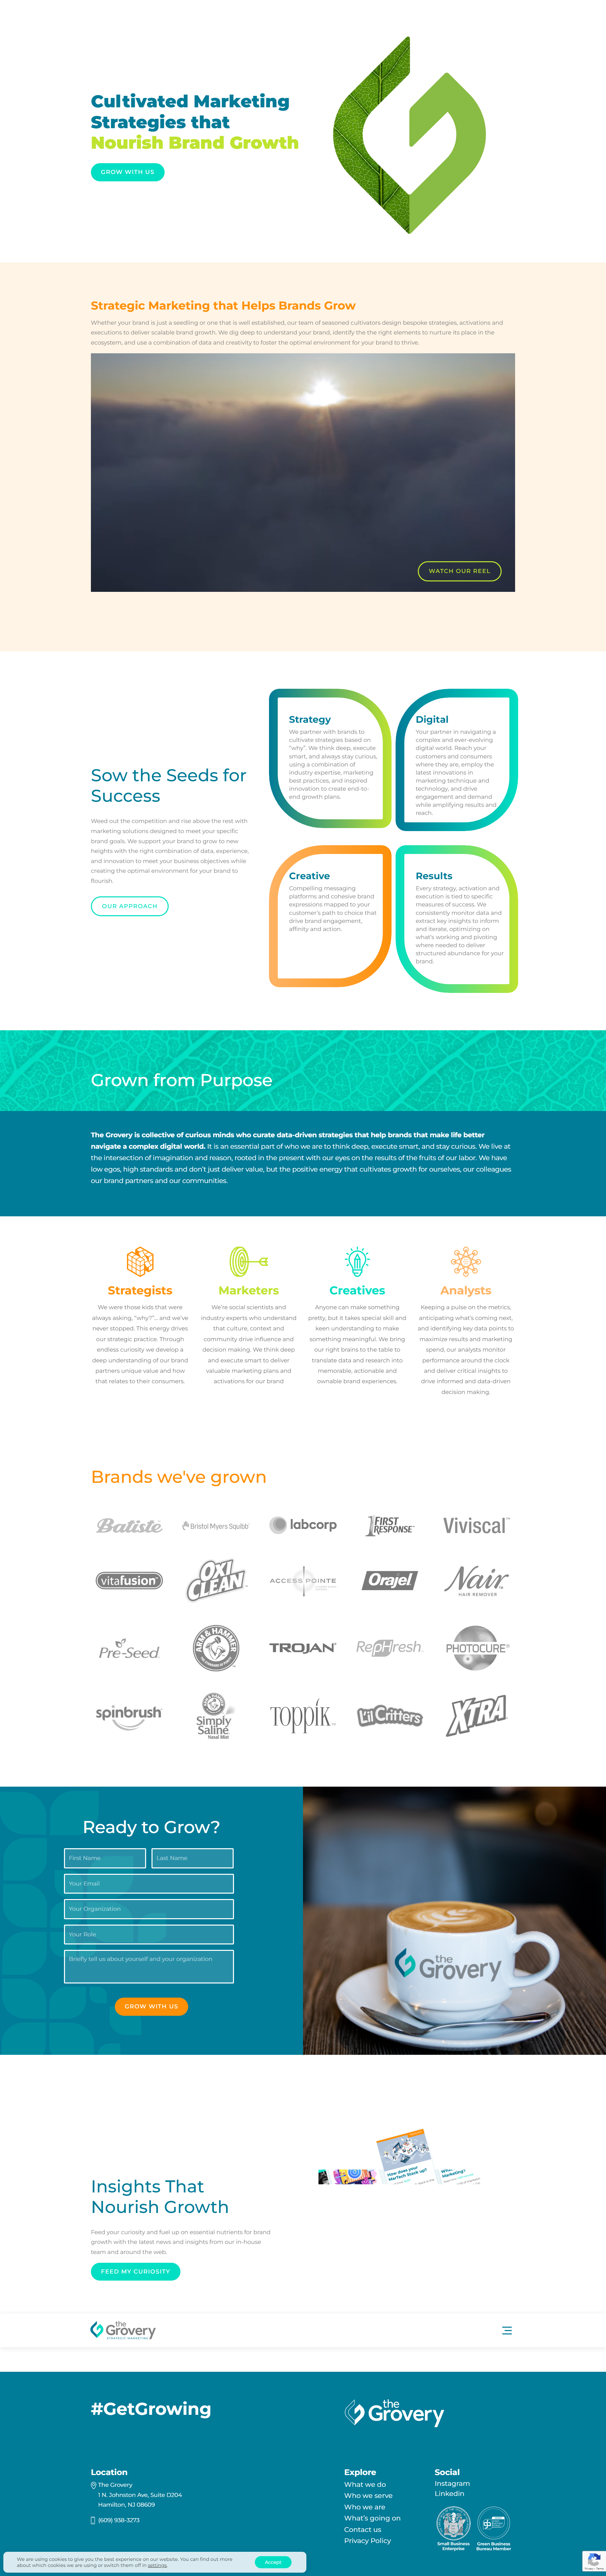 Cultivated Marketing
Strategies that
Nourish Brand Growth
GROW WITH US
Strategic Marketing that Helps Brands Grow
Whether your brand is just a seedling or one that is well established, our team of seasoned cultivators design bespoke strategies, activations and
executions to deliver scalable brand growth. We dig deep to understand your brand, identify the the right elements to nurture its place in the
ecosystem, and use a combination of data and creativity to foster the optimal environment for your brand to thrive.
WATCH OUR REEL
Sow the Seeds for
Success
Weed out the competition and rise above the rest with
marketing solutions designed to meet your specific
brand goals. We support your brand to grow to new
heights with the right combination of data, experience,
and innovation to meet your business objectives while
creating the optimal environment for your brand to
flourish.
OUR APPROACH
Strategy
We partner with brands to
cultivate strategies based on
"why". We think deep, execute
smart, and always stay curious,
using a combination of
industry expertise, marketing
best practices, and inspired
innovation to create end-to-
end growth plans.
Digital
Your partner in navigating a
complex and ever-evolving
digital world. Reach your
customers and consumers
where they are, employ the
latest innovations in
marketing technique and
technology, and drive
engagement and demand
while amplifying results and
reach.
Creative
Compelling messaging
platforms and cohesive brand
expressions mapped to your
customer's path to choice that
drive brand engagement,
affinity and action.
Results
Every strategy, activation and
execution is tied to specific
measures of success. We
consistently monitor data and
extract key insights to inform
and iterate, optimizing on
what's working and pivoting
where needed to deliver
structured abundance for your
brand.
Grown from Purpose
The Grovery is collective of curious minds who curate data-driven strategies that help brands that make life better
navigate a complex digital world. It is an essential part of who we are to think deep, execute smart, and stay curious. We live at
the intersection of imagination and reason, rooted in the present with our eyes on the results of the fruits of our labor. We have
low egos, high standards and don't just deliver value, but the positive energy that cultivates growth for ourselves, our colleagues
our brand partners and our communities.
Strategists
We were those kids that were
always asking, "why?"... and we've
never stopped. This energy drives
our strategic practice. Through
endless curiosity we develop a
deep understanding of our brand
partners unique value and how
that relates to their consumers.
Marketers
We're social scientists and
industry experts who understand
that culture, context and
community drive influence and
decision making. We think deep
and execute smart to deliver
valuable marketing plans and
activations for our brand
Creatives
Anyone can make something
pretty, but it takes special skill and
keen understanding to make
something meaningful. We bring
our right brains to the table to
translate data and research into
memorable, actionable and
ownable brand experiences.
Analysts
Keeping a pulse on the metrics,
anticipating what's coming next,
and identifying key data points to
maximize results and marketing
spend, our analysts monitor
performance around the clock
and deliver critical insights to
drive informed and data-driven
decision making.
Brands we've grown
Batiste
Bristol Myers Squibb
labcorp
FIRST
RESPONSE
Viviscal
vitafusion
OXI
CLEAN
ACCESS POINTE
Orajel
Nair
HAIR REMOVER
Pre-Seed
ARM & HAMMER
TROJAN
RepHresh
PHOTOCURE
spinbrush
Simply
Saline
Nasal Mist
TOPPIK
L'il Critters
XTRA
Ready to Grow?
First Name
Last Name
Your Email
Your Organization
Your Role
Briefly tell us about yourself and your organization
GROW WITH US
the
Grovery
Insights That
Nourish Growth
Feed your curiosity and fuel up on essential nutrients for brand
growth with the latest news and insights from our in-house
team and around the web.
FEED MY CURIOSITY
How does your
MarTech Stack up?
Marketing?
the
Grovery
STRATEGIC MARKETING
#GetGrowing
the
Grovery
Location
The Grovery
1 N. Johnston Ave, Suite D204
Hamilton, NJ 08609
(609) 938-3273
Explore
What we do
Who we serve
Who we are
What's going on
Contact us
Privacy Policy
Social
Instagram
Linkedin
Small Business
Enterprise
Green Business
Bureau Member
We are using cookies to give you the best experience on our website. You can find out more
about which cookies we are using or switch them off in settings.
Accept